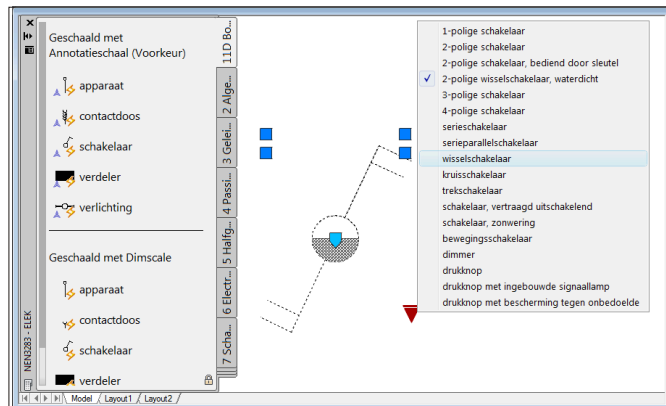 Geschaald met
Annotatieschaal (Voorkeur)
apparaat
contactdoos
schakelaar
verdeler
verlichting
Geschaald met Dimscale
apparaat
contactdoos
schakelaar
verdeler
NEN3283 - ELEK
11D Bo...
2 Alge...
3 Gelei...
4 Passi...
5 Halfg...
6 Electr...
7 Scha...
1-polige schakelaar
2-polige schakelaar
2-polige schakelaar, bediend door sleutel
2-polige wisselschakelaar, waterdicht
3-polige schakelaar
4-polige schakelaar
serieschakelaar
serieparallelschakelaar
wisselschakelaar
kruisschakelaar
trekschakelaar
schakelaar, vertraagd uitschakelend
schakelaar, zonwering
bewegingsschakelaar
dimmer
drukknop
drukknop met ingebouwde signaallamp
drukknop met bescherming tegen onbedoelde
Model / Layout1 / Layout2 /